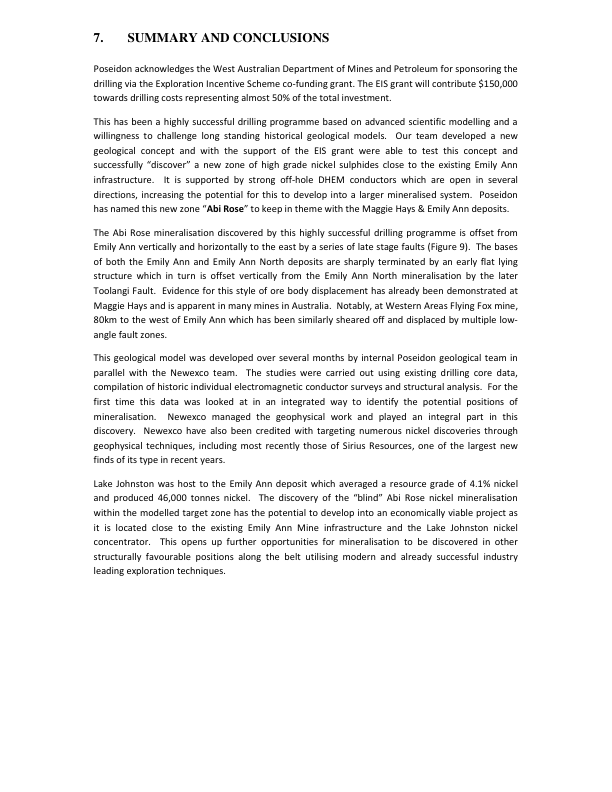 7. SUMMARY AND CONCLUSIONS
Poseidon acknowledges the West Australian Department of Mines and Petroleum for sponsoring the
drilling via the Exploration Incentive Scheme co-funding grant. The EIS grant will contribute $150,000
towards drilling costs representing almost 50% of the total investment.
This has been a highly successful drilling programme based on advanced scientific modelling and a
willingness to challenge long standing historical geological models. Our team developed a new
geological concept and with the support of the EIS grant were able to test this concept and
successfully “discover” a new zone of high grade nickel sulphides close to the existing Emily Ann
infrastructure. It is supported by strong off-hole DHEM conductors which are open in several
directions, increasing the potential for this to develop into a larger mineralised system. Poseidon
has named this new zone “Abi Rose” to keep in theme with the Maggie Hays & Emily Ann deposits.
The Abi Rose mineralisation discovered by this highly successful drilling programme is offset from
Emily Ann vertically and horizontally to the east by a series of late stage faults (Figure 9). The bases
of both the Emily Ann and Emily Ann North deposits are sharply terminated by an early flat lying
structure which in turn is offset vertically from the Emily Ann North mineralisation by the later
Toolangi Fault. Evidence for this style of ore body displacement has already been demonstrated at
Maggie Hays and is apparent in many mines in Australia. Notably, at Western Areas Flying Fox mine,
80km to the west of Emily Ann which has been similarly sheared off and displaced by multiple low-
angle fault zones.
This geological model was developed over several months by internal Poseidon geological team in
parallel with the Newexco team. The studies were carried out using existing drilling core data,
compilation of historic individual electromagnetic conductor surveys and structural analysis. For the
first time this data was looked at in an integrated way to identify the potential positions of
mineralisation. Newexco managed the geophysical work and played an integral part in this
discovery. Newexco have also been credited with targeting numerous nickel discoveries through
geophysical techniques, including most recently those of Sirius Resources, one of the largest new
finds of its type in recent years.
Lake Johnston was host to the Emily Ann deposit which averaged a resource grade of 4.1% nickel
and produced 46,000 tonnes nickel. The discovery of the “blind” Abi Rose nickel mineralisation
within the modelled target zone has the potential to develop into an economically viable project as
it is located close to the existing Emily Ann Mine infrastructure and the Lake Johnston nickel
concentrator. This opens up further opportunities for mineralisation to be discovered in other
structurally favourable positions along the belt utilising modern and already successful industry
leading exploration techniques.